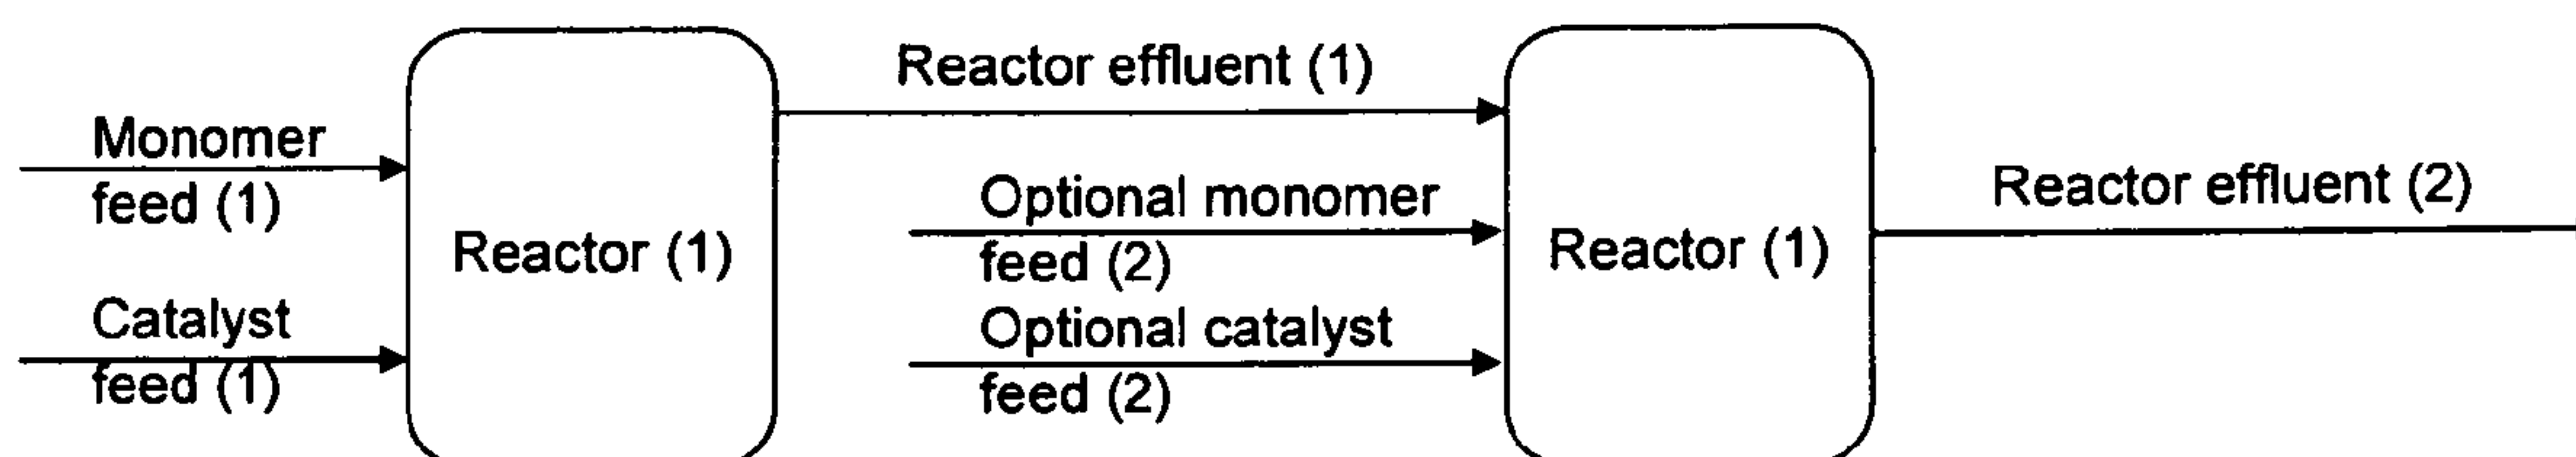 Monomer
feed (1)
Catalyst
feed (1)
Reactor (1)
Reactor effluent (1)
Optional monomer
feed (2)
Optional catalyst
feed (2)
Reactor (1)
Reactor effluent (2)